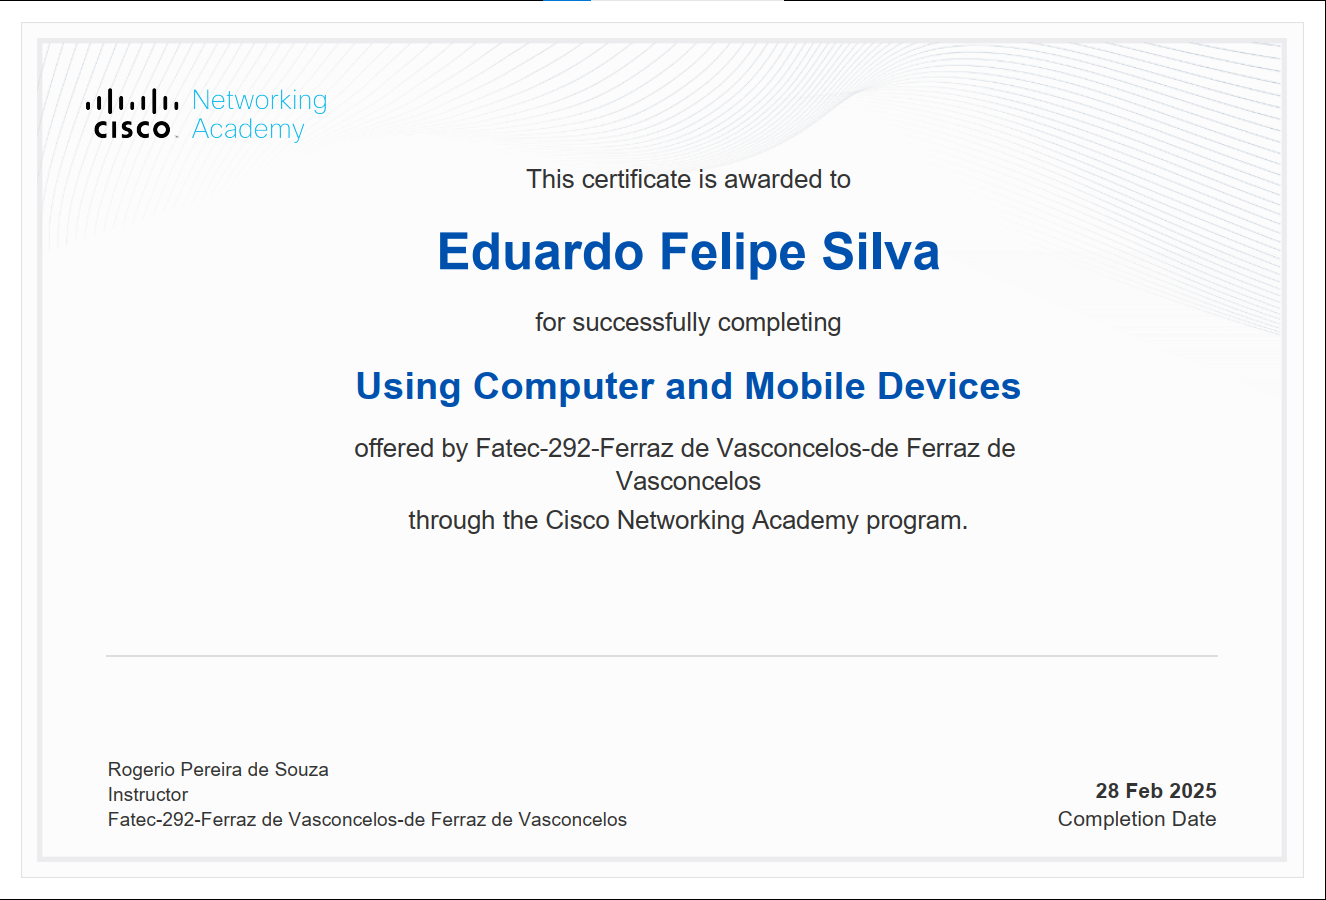 CISCO
Networking
Academy
This certificate is awarded to
Eduardo Felipe Silva
for successfully completing
Using Computer and Mobile Devices
offered by Fatec-292-Ferraz de Vasconcelos-de Ferraz de
Vasconcelos
through the Cisco Networking Academy program.
Rogerio Pereira de Souza
Instructor
Fatec-292-Ferraz de Vasconcelos-de Ferraz de Vasconcelos
28 Feb 2025
Completion Date